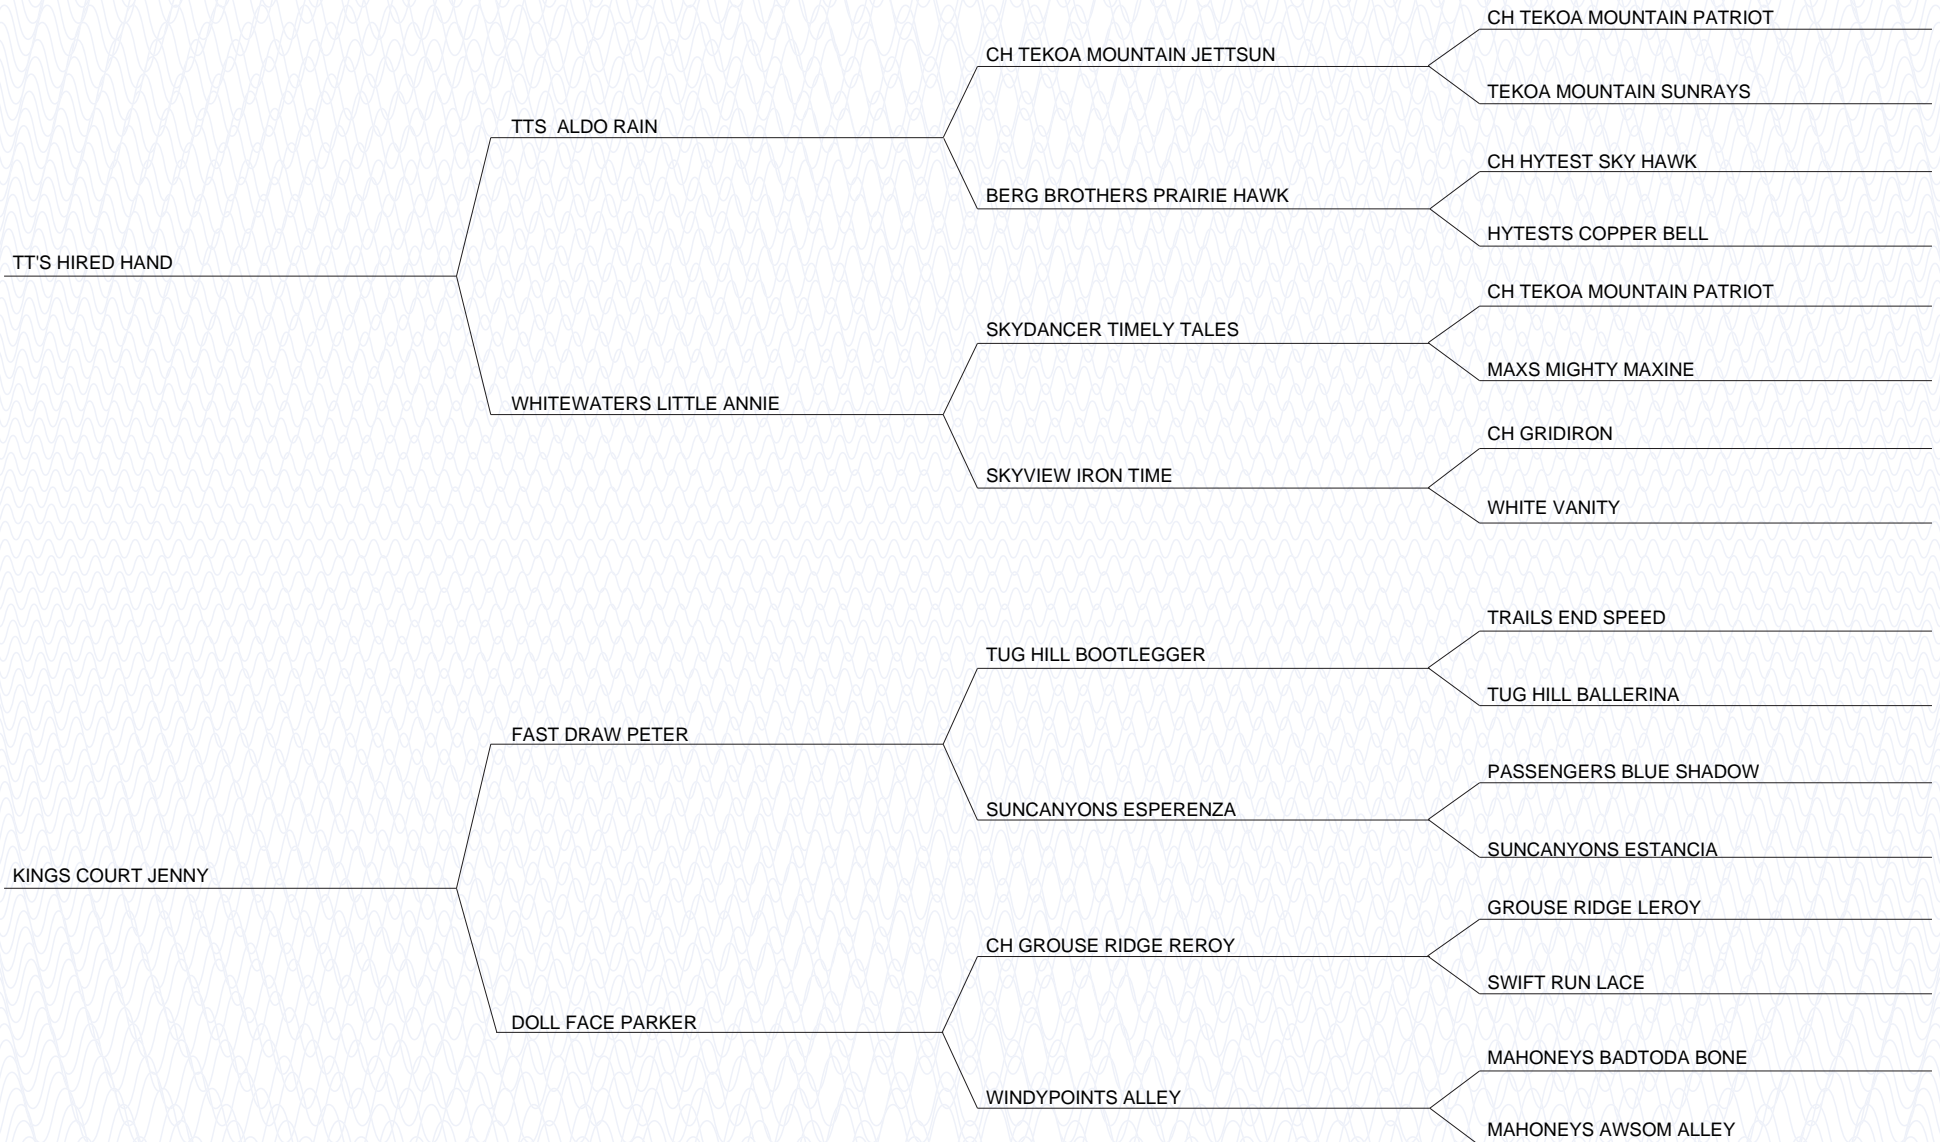 CH TEKOA MOUNTAIN PATRIOT
CH TEKOA MOUNTAIN JETTSUN
TEKOA MOUNTAIN SUNRAYS
TTS  ALDO RAIN
CH HYTEST SKY HAWK
BERG BROTHERS PRAIRIE HAWK
HYTESTS COPPER BELL
TT'S HIRED HAND
CH TEKOA MOUNTAIN PATRIOT
SKYDANCER TIMELY TALES
MAXS MIGHTY MAXINE
WHITEWATERS LITTLE ANNIE
CH GRIDIRON
SKYVIEW IRON TIME
WHITE VANITY
TRAILS END SPEED
TUG HILL BOOTLEGGER
TUG HILL BALLERINA
FAST DRAW PETER
PASSENGERS BLUE SHADOW
SUNCANYONS ESPERENZA
SUNCANYONS ESTANCIA
KINGS COURT JENNY
GROUSE RIDGE LEROY
CH GROUSE RIDGE REROY
SWIFT RUN LACE
DOLL FACE PARKER
MAHONEYS BADTODA BONE
WINDYPOINTS ALLEY
MAHONEYS AWSOM ALLEY